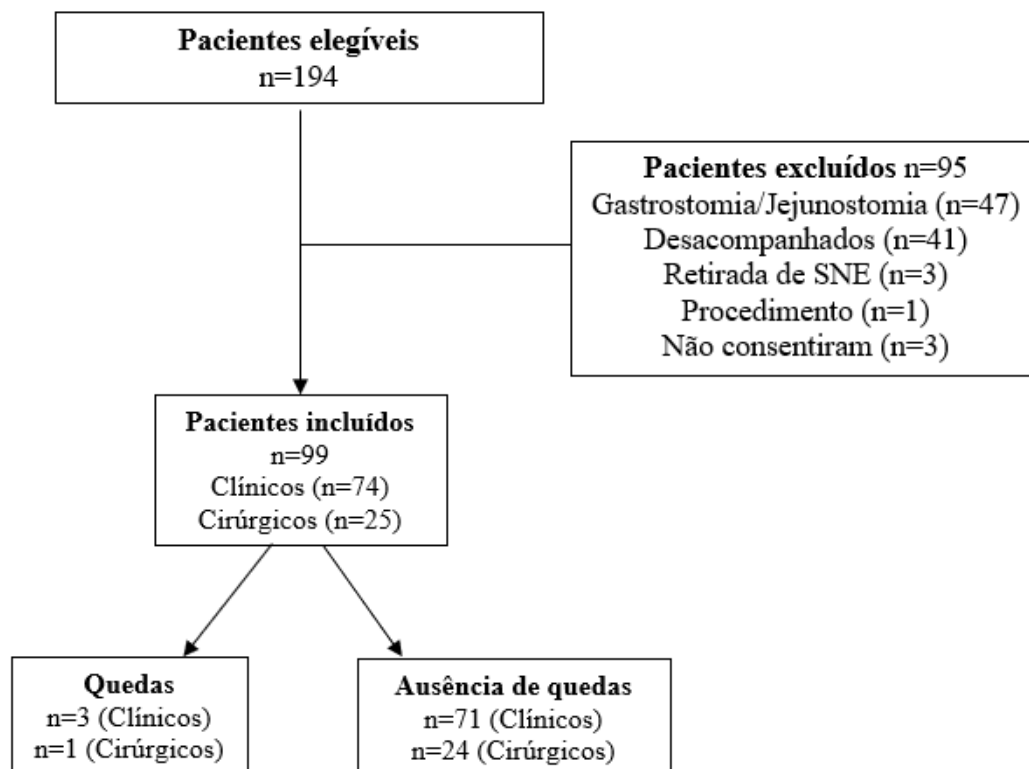 Pacientes elegíveis
n=194
Pacientes excluídos n=95
Gastrostomia/Jejunostomia (n=47)
Desacompanhados (n=41)
Retirada de SNE (n=3)
Procedimento (n=1)
Não consentiram (n=3)
Pacientes incluídos
n=99
Clínicos (n=74)
Cirúrgicos (n=25)
Quedas
n=3 (Clínicos)
n=1 (Cirúrgicos)
Ausência de quedas
n=71 (Clínicos)
n=24 (Cirúrgicos)